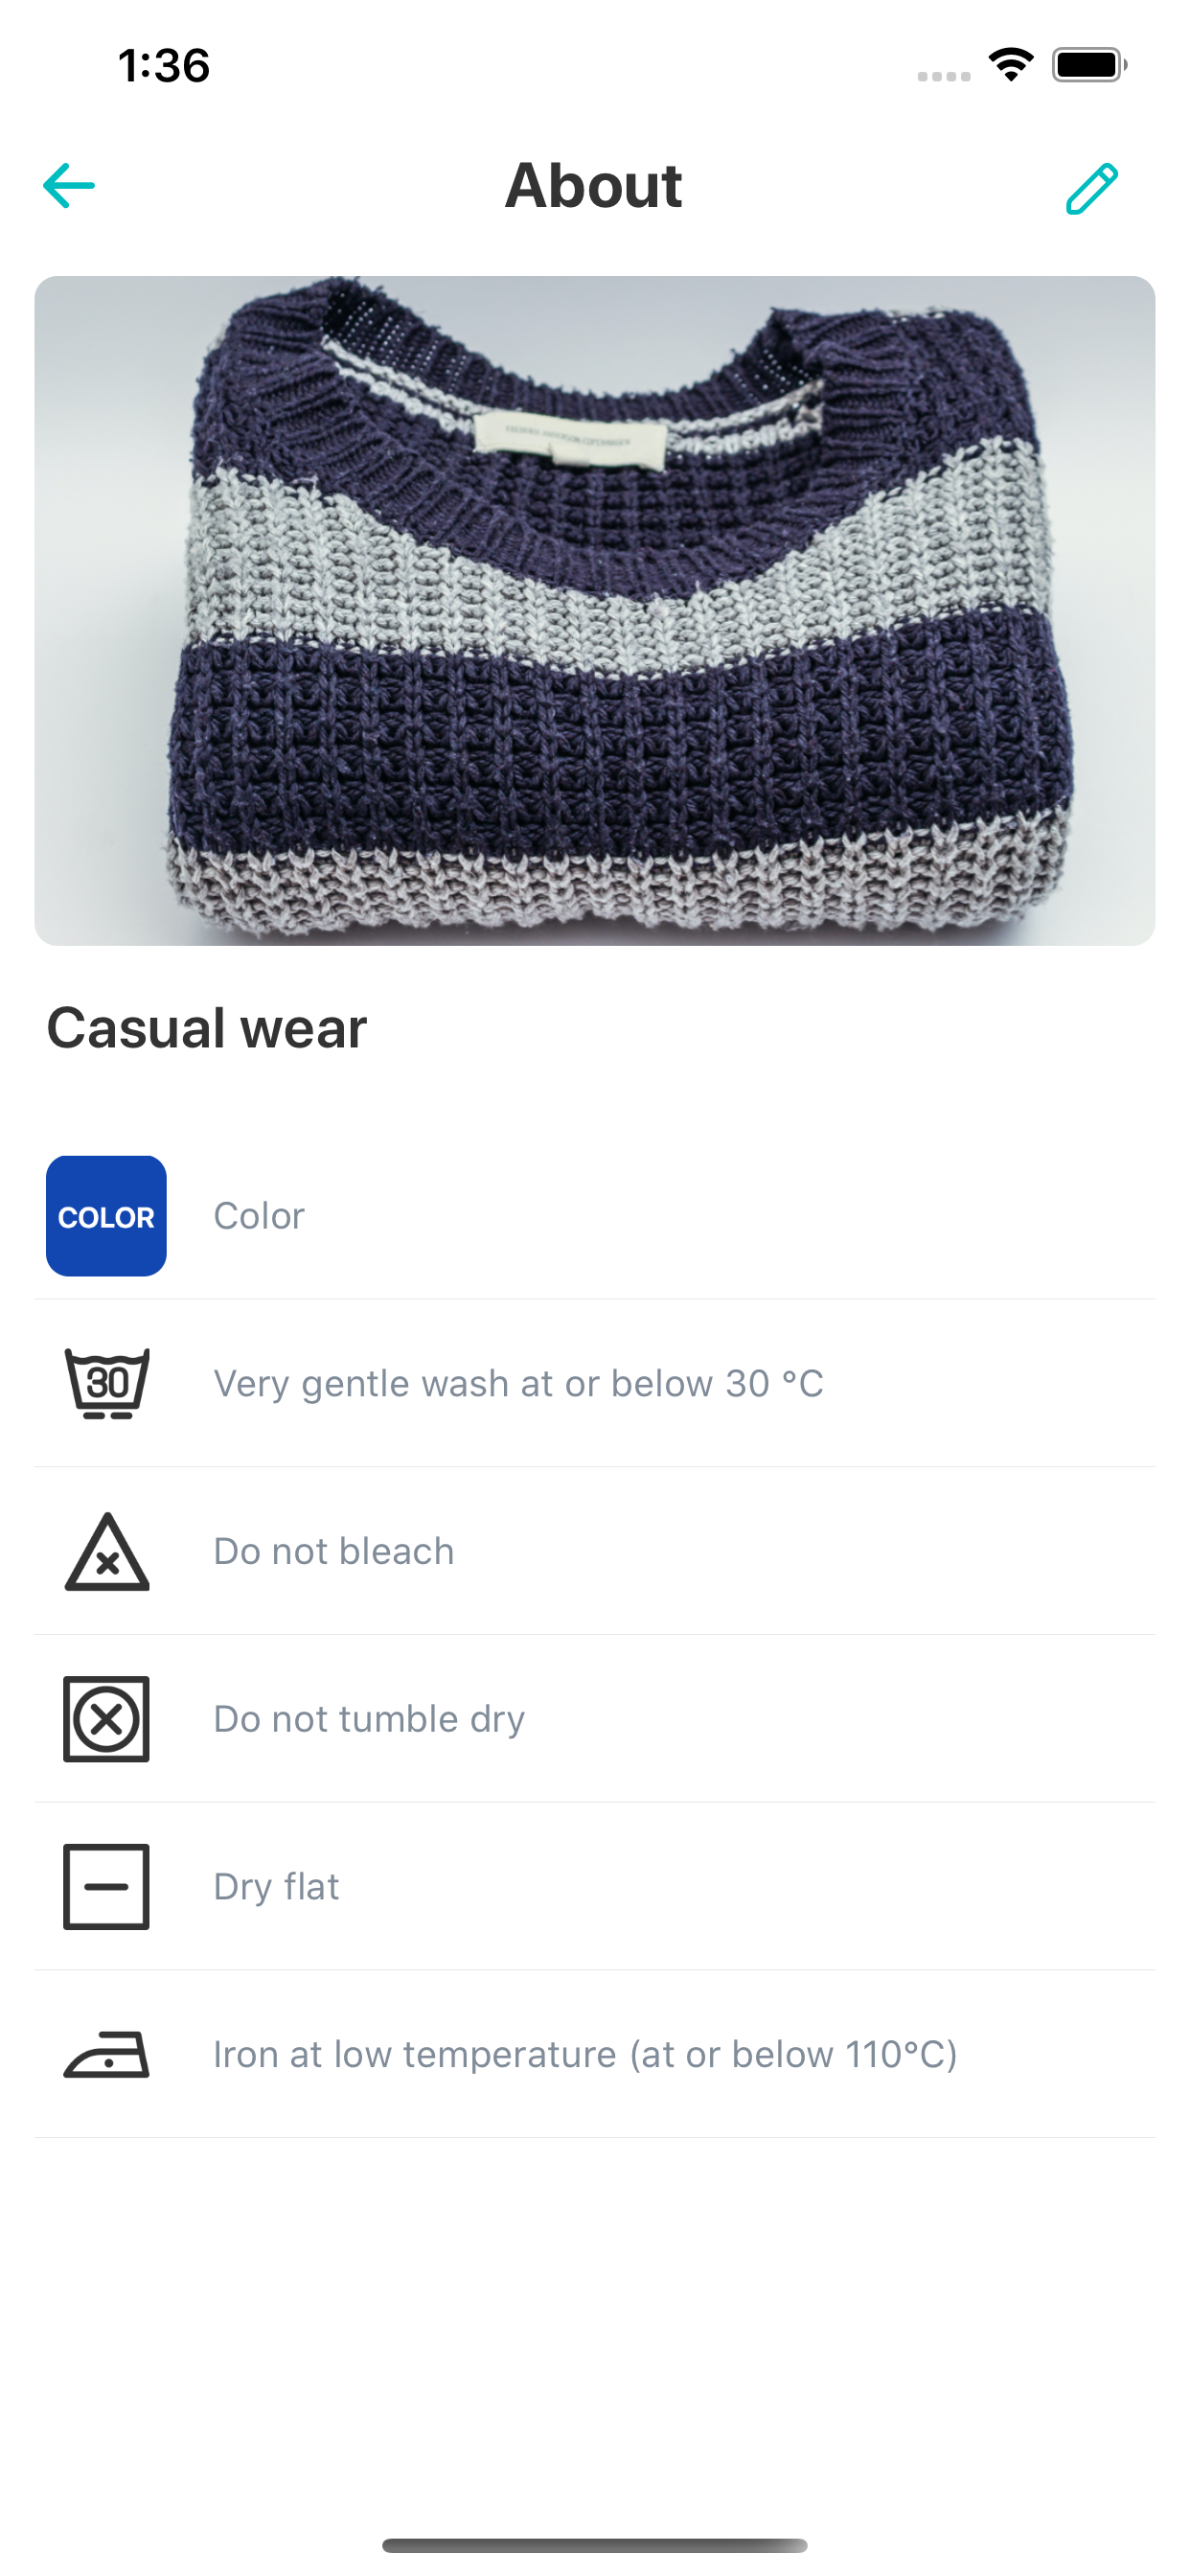 1:36
About
Casual wear
COLOR
Color
30
Very gentle wash at or below 30 °C
Do not bleach
Do not tumble dry
Dry flat
Iron at low temperature (at or below 110°C)